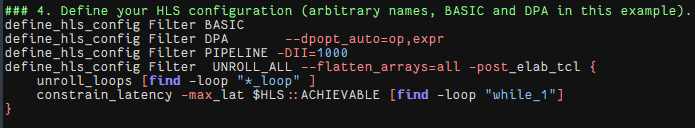 ### 4. Define your HLS configuration (arbitrary names, BASIC and DPA in this example).
define_hls_config Filter BASIC
define_hls_config Filter DPA       --dpopt_auto=op,expr
define_hls_config Filter PIPELINE -DII=1000
define_hls_config Filter  UNROLL_ALL --flatten_arrays=all -post_elab_tcl {
    unroll_loops [find -loop "*_loop" ]
    constrain_latency -max_lat $HLS::ACHIEVABLE [find -loop "while_1"]
}